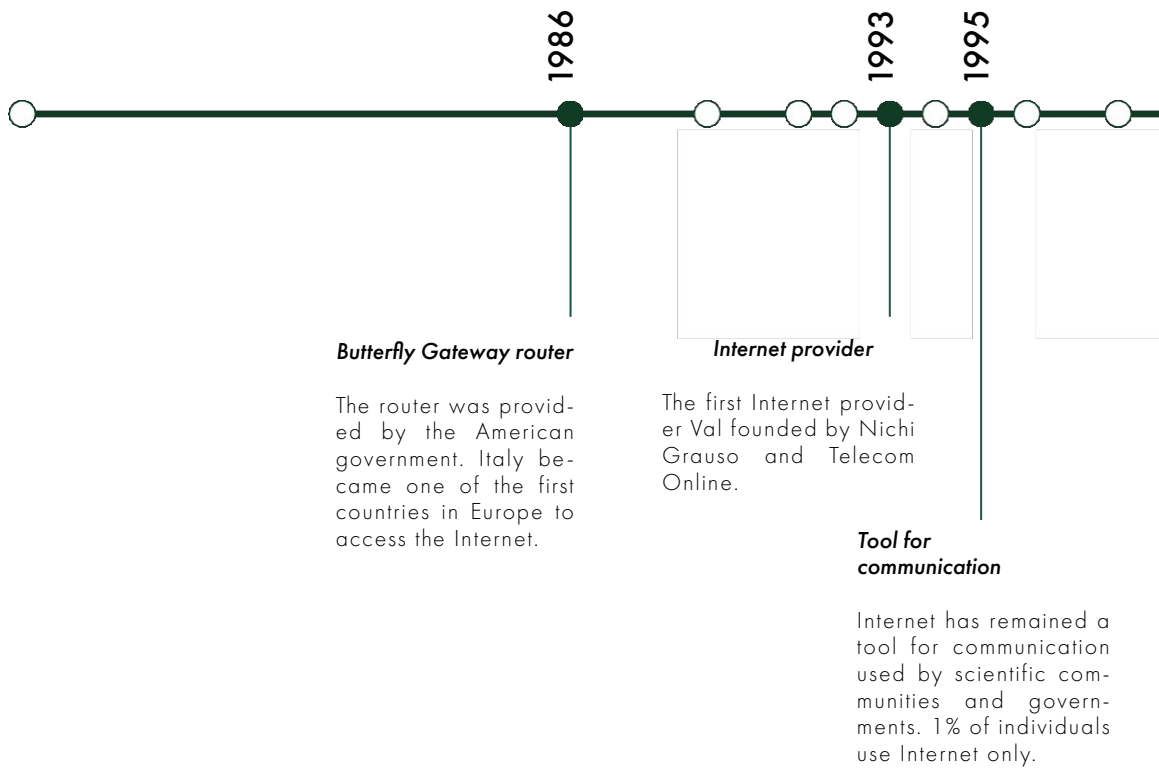 1986
1993
1995
Butterfly Gateway router
The router was provid-
ed by the American
government. Italy be-
came one of the first
countries in Europe to
access the Internet.
Internet provider
The first Internet provid-
er Val founded by Nichi
Grauso and Telecom
Online.
Tool for
communication
Internet has remained a
tool for communication
used by scientific com-
munities and govern-
ments. 1% of individuals
use Internet only.